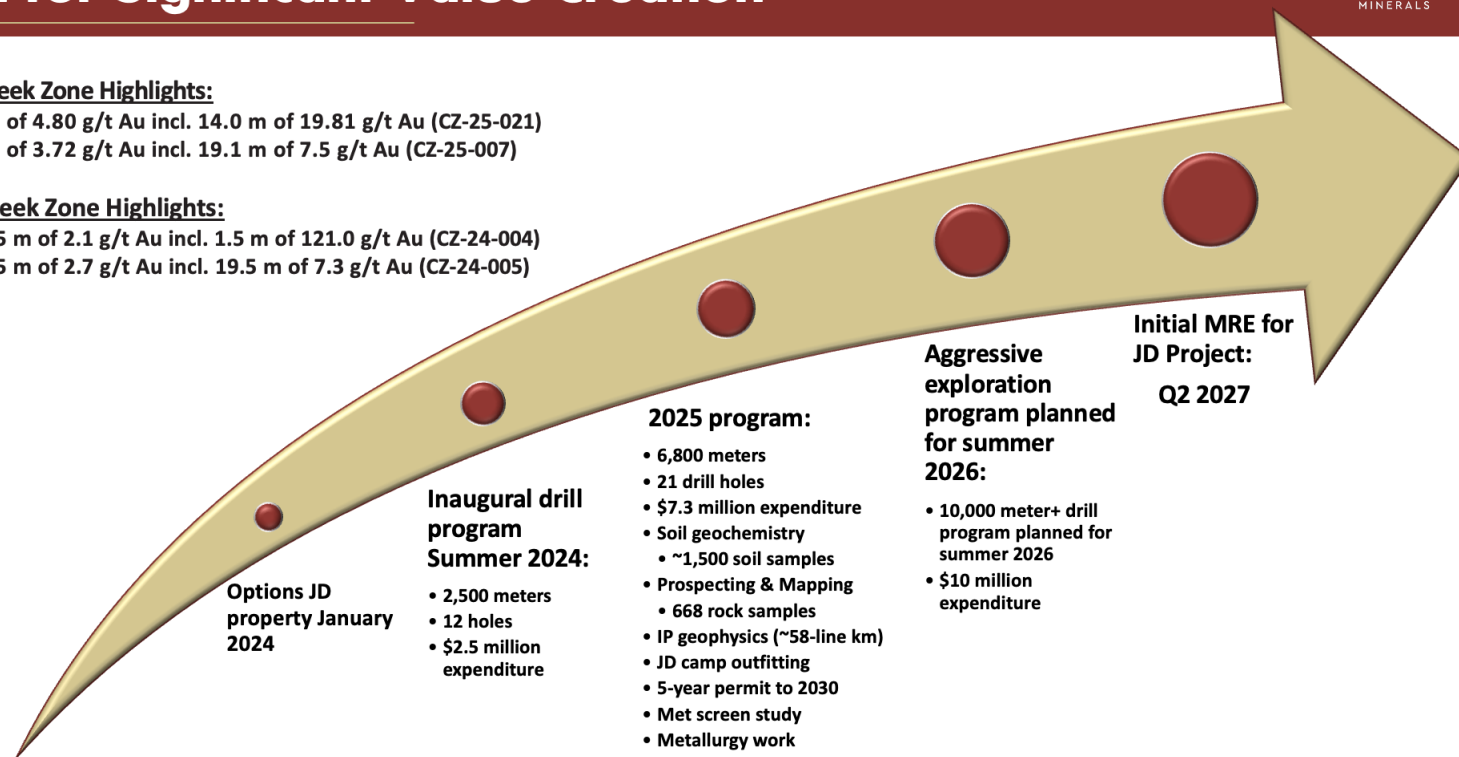 for Significant Value Creation
MINERALS
eek Zone Highlights:
of 4.80 g/t Au incl. 14.0 m of 19.81 g/t Au (CZ-25-021)
of 3.72 g/t Au incl. 19.1 m of 7.5 g/t Au (CZ-25-007)
eek Zone Highlights:
5 m of 2.1 g/t Au incl. 1.5 m of 121.0 g/t Au (CZ-24-004)
5 m of 2.7 g/t Au incl. 19.5 m of 7.3 g/t Au (CZ-24-005)
Options JD
property January
2024
Inaugural drill
program
Summer 2024:
• 2,500 meters
• 12 holes
• $2.5 million
expenditure
2025 program:
• 6,800 meters
• 21 drill holes
• $7.3 million expenditure
• Soil geochemistry
• ~1,500 soil samples
• Prospecting & Mapping
• 668 rock samples
• IP geophysics (~58-line km)
• JD camp outfitting
• 5-year permit to 2030
• Met screen study
• Metallurgy work
Aggressive
exploration
program planned
for summer
2026:
• 10,000 meter+ drill
program planned for
summer 2026
• $10 million
expenditure
Initial MRE for
JD Project:
Q2 2027